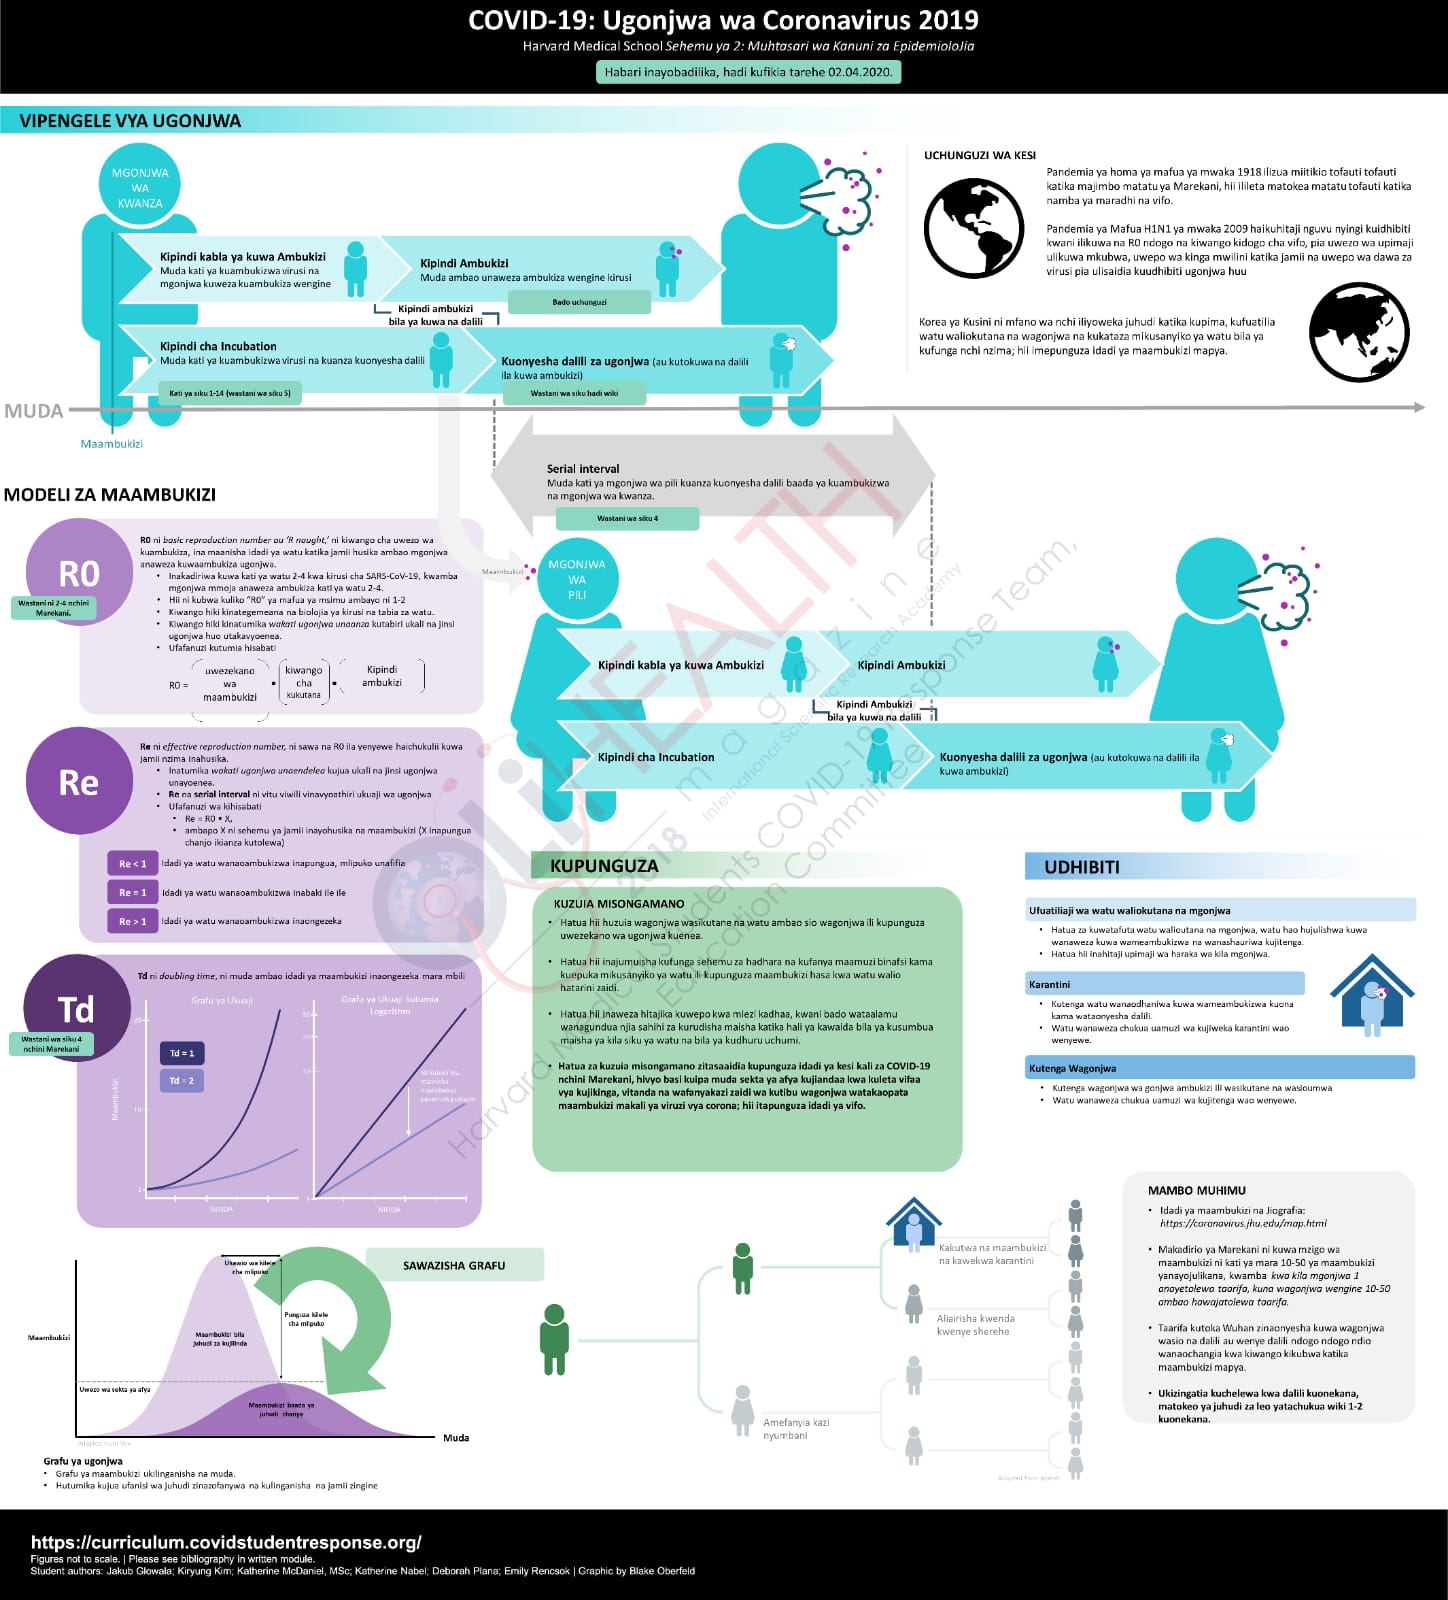 COVID-19: Ugonjwa wa Coronavirus 2019
Harvard Medical School Sehemu ya 2: Muhtasari wa Kanuni za EpidemioloJia
Habari inayobadilika, hadi kufikia tarehe 02.04.2020.
VIPENGELE VYA UGONJWA
MGONJWA
WA
KWANZA
Kipindi kabla ya kuwa Ambukizi
Muda kati ya kuambukizwa virusi na
mgonjwa kuweza kuambukiza wengine
Kipindi Ambukizi
Muda ambao unaweza ambukiza wengine kirusi
Bado uchunguzi
Kipindi ambukizi
bila ya kuwa na dalili
Kipindi cha Incubation
Muda kati ya kuambukizwa virusi na kuanza kuonyesha dalili
Kati ya siku 1-14 (wastani wa siku 5)
Kuonyesha dalili za ugonjwa (au kutokuwa na dalili
ila kuwa ambukizi)
Wastani wa siku hadi wiki
MUDA
Maambukizi
UCHUNGUZI WA KESI
Pandemia ya homa ya mafua ya mwaka 1918 ilizua miitikio tofauti tofauti
katika majimbo matatu ya Marekani, hii ilileta matokea matatu tofauti katika
namba ya maradhi na vifo.
Pandemia ya Mafua H1N1 ya mwaka 2009 haikuhitaji nguvu nyingi kuidhibiti
kwani ilikuwa na R0 ndogo na kiwango kidogo cha vifo, pia uwezo wa upimaji
ulikuwa mkubwa, uwepo wa kinga mwilini katika jamii na uwepo wa dawa za
virusi pia ulisaidia kuudhibiti ugonjwa huu
Korea ya Kusini ni mfano wa nchi iliyoweka juhudi katika kupima, kufuatilia
watu waliokutana na wagonjwa na kukataza mikusanyiko ya watu bila ya
kufunga nchi nzima; hii imepunguza idadi ya maambukizi mapya.
Serial interval
Muda kati ya mgonjwa wa pili kuanza kuonyesha dalili baada ya kuambukizwa
na mgonjwa wa kwanza.
Wastani wa siku 4
MODELI ZA MAAMBUKIZI
R0
Wastani ni 2-4 nchini
Marekani.
R0 ni basic reproduction number au ‘R naught,’ ni kiwango cha uwezo wa
kuambukiza, ina maanisha idadi ya watu katika jamii husika ambao mgonjwa
anaweza kuwaambukiza ugonjwa.
• Inakadiriwa kuwa kati ya watu 2-4 kwa kirusi cha SARS-CoV-19, kwamba
mgonjwa mmoja anaweza ambukiza kati ya watu 2-4.
• Hii ni kubwa kuliko “R0” ya mafua ya msimu ambayo ni 1-2
• Kiwango hiki kinategemeana na biolojia ya kirusi na tabia za watu.
• Kiwango hiki kinatumika wakati ugonjwa unaanza kutabiri ukali na jinsi
ugonjwa huo utakavyoenea.
• Ufafanuzi kutumia hisabati
R0 =
uwezekano
wa
maambukizi
•
kiwango
cha
kukutana
•
Kipindi
ambukizi
Maambukizi
MGONJWA
WA
PILI
Kipindi kabla ya kuwa Ambukizi
Kipindi Ambukizi
Kipindi Ambukizi
bila ya kuwa na dalili
Kipindi cha Incubation
Kuonyesha dalili za ugonjwa (au kutokuwa na dalili ila
kuwa ambukizi)
Re
Re ni effective reproduction number, ni sawa na R0 ila yenyewe haichukulii kuwa
jamii nzima inahusika.
• Inatumika wakati ugonjwa unaendelea kujua ukali na jinsi ugonjwa
unavoenea.
• Re na serial interval ni vitu viwili vinavyoathiri ukuaji wa ugonjwa
• Ufafanuzi wa kihisabati
• Re = R0 • X,
• ambapo X ni sehemu ya jamii inayohusika na maambukizi (X inapungua
chanjo ikianza kutolewa)
Re < 1
Idadi ya watu wanaoambukizwa inapungua, mlipuko unafifia
Re = 1
Idadi ya watu wanaoambukizwa inabaki ile ile
Re > 1
Idadi ya watu wanaoambukizwa inaongezeka
Td
Wastani wa siku 4
nchini Marekani
Td ni doubling time, ni muda ambao idadi ya maambukizi inaongezeka mara mbili
Grafu ya Ukuaji
Grafu ya Ukuaji kutumia
Logarithm
Td = 1
Td = 2
20
10
1
30
20
10
1
Maambukizi
MUDA
MUDA
KUPUNGUZA
KUZUIA MISONGAMANO
• Hatua hii huzuia wagonjwa wasikutane na watu ambao sio wagonjwa ili kupunguza
uwezekano wa ugonjwa kuenea.
• Hatua hii inajumuisha kufunga sehemu za hadhara na kufanya maamuzi binafsi kama
kuepuka mikusanyiko ya watu ili kupunguza maambukizi hasa kwa watu walio
hatarini zaidi.
• Hatua hii inaweza hitajika kuwepo kwa miezi kadhaa, kwani bado wataalamu
wanagundua njia sahihi za kurudisha maisha katika hali ya kawaida bila ya kusumbua
maisha ya kila siku ya watu na bila ya kudhuru uchumi.
• Hatua za kuzuia misongamano zitasaaidia kupunguza idadi ya kesi kali za COVID-19
nchini Marekani, hivyo basi kuipa muda sekta ya afya kujiandaa kwa kuleta vifaa
vya kujikinga, vitanda na wafanyakazi zaidi wa kutibu wagonjwa watakaopata
maambukizi makali ya viruzi vya corona; hii itapunguza idadi ya vifo.
UDHIBITI
Ufuatiliaji wa watu waliokutana na mgonjwa
• Hatua za kuwatafuta watu walioutana na mgonjwa, watu hao hujulishwa kuwa
wanaweza kuwa wameambukizwa na wanashauriwa kujitenga.
• Hatua hii inahitaji upimaji wa haraka wa kila mgonjwa.
Karantini
• Kutenga watu wanaodhaniwa kuwa wameambukizwa kuona
kama wataonyesha dalili.
• Watu wanaweza chukua uamuzi wa kujiweka karantini wao
wenyewe.
Kutenga Wagonjwa
• Kutenga wagonjwa wa gonjwa ambukizi ili wasikutane na wasioumwa
• Watu wanaweza chukua uamuzi wa kujitenga wao wenyewe.
MAMBO MUHIMU
• Idadi ya maambukizi na Jiografia:
https://coronavirus.jhu.edu/map.html
• Makadirio ya Marekani ni kuwa mzigo wa
maambukizi ni kati ya mara 10-50 ya maambukizi
yanayojulikana, kwamba kwa kila mgonjwa 1
anayetolewa taarifa, kuna wagonjwa wengine 10-50
ambao hawajatolewa taarifa.
• Taarifa kutoka Wuhan zinaonyesha kuwa wagonjwa
wasio na dalili au wenye dalili ndogo ndogo ndio
wanaochangia kwa kiwango kikubwa katika
maambukizi mapya.
• Ukizingatia kuchelewa kwa dalili kuonekana,
matokeo ya juhudi za leo yatachukua wiki 1-2
kuonekana.
SAWAZISHA GRAFU
Ukawio wa kilele
cha mlipuko
Punguza kilele
cha mlipuko
Maambukizi bila
juhudi za kujilinda
Maambukizi
Uwezo wa sekta ya afya
Maambukizi baada ya
juhudi chanya
Muda
Grafu ya ugonjwa
• Grafu ya maambukizi ukilinganisha na muda.
• Hutumika kujua ufanisi wa juhudi zinazofanywa na kulinganisha na jamii zingine
Kakutwa na maambukizi
na kawekwa karantini
Aliairisha kwenda
kwenye sherehe
Amefanyia kazi
nyumbani
HEALTH
magazine
2018
International Scientific Research Academy
Harvard Medical Students COVID-19 Response Team,
Education Committee
https://curriculum.covidstudentresponse.org/
Figures not to scale. | Please see bibliography in written module.
Student authors: Jakub Glowala; Kiryung Kim; Katherine McDaniel, MSc; Katherine Nabel; Deborah Plana; Emily Rencsok | Graphic by Blake Oberfeld